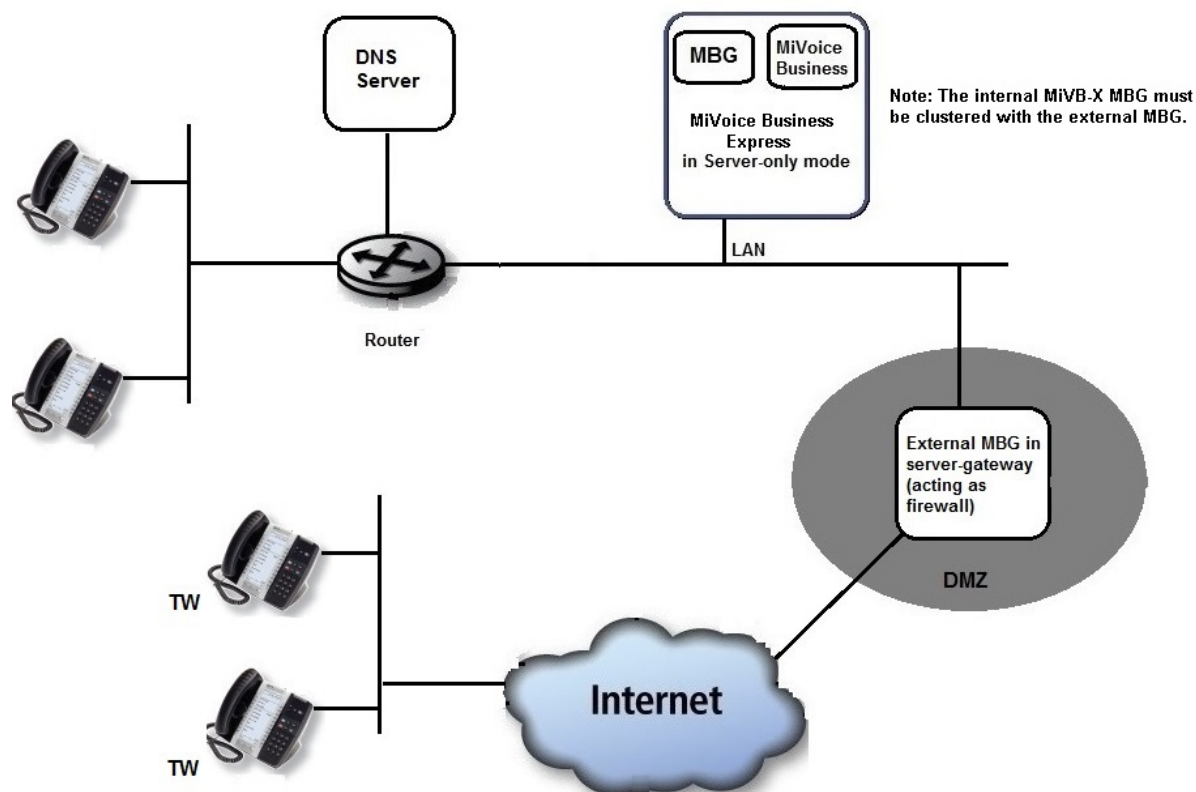 DNS
Server
MBG
MiVoice
Business
MiVoice Business
Express
in Server-only mode
Note: The internal MiVB-X MBG must
be clustered with the external MBG.
LAN
Router
External MBG in
server-gateway
(acting as
firewall)
DMZ
TW
TW
Internet